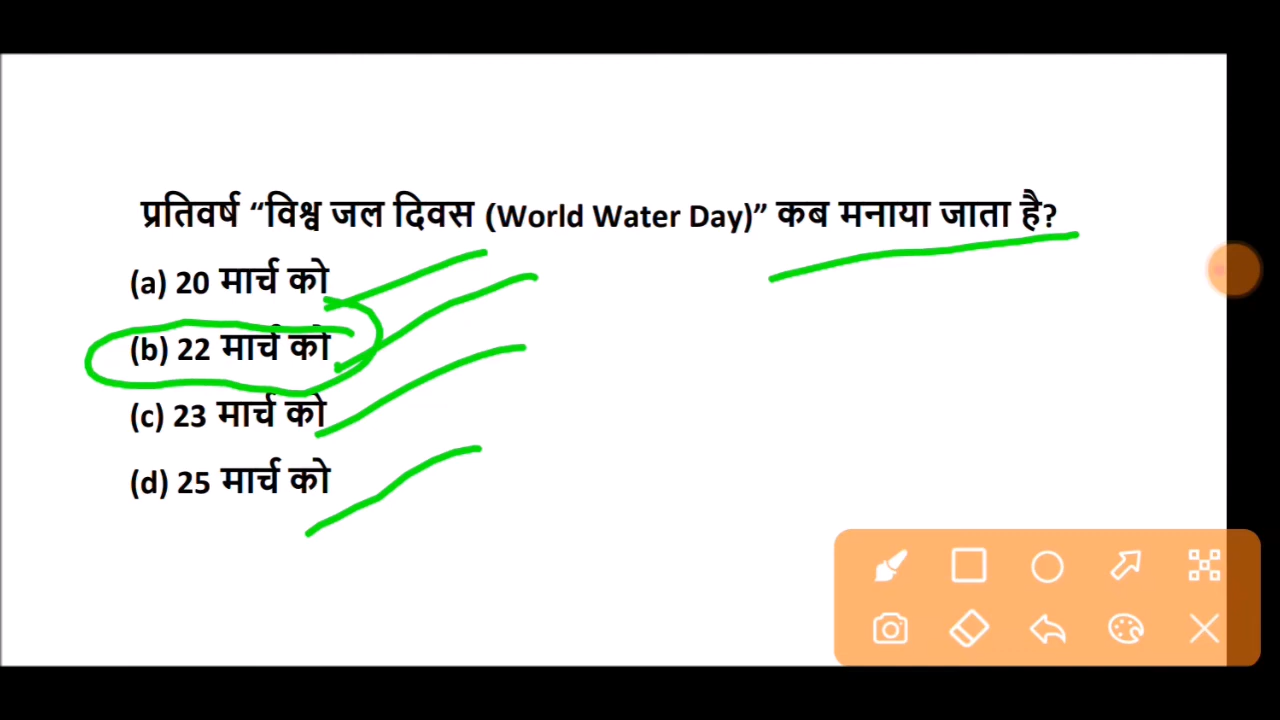 प्रतिवर्ष “विश्व जल दिवस (World Water Day)” कब मनाया जाता है?
(a) 20 मार्च को
(b) 22 मार्च को
(c) 23 मार्च को
(d) 25 मार्च को